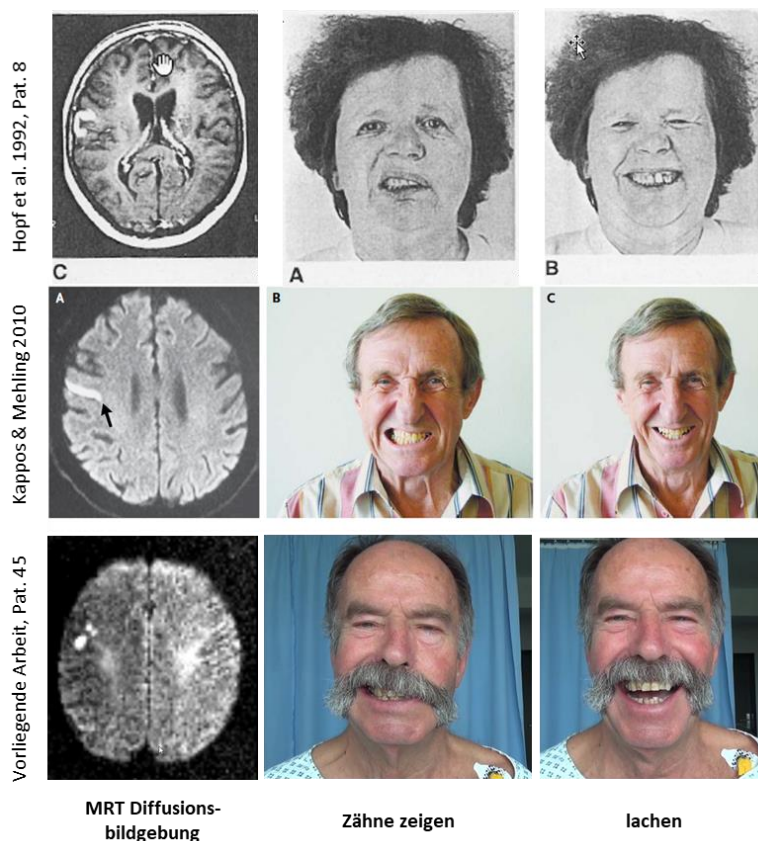 Hopf et al. 1992, Pat. 8
C
A
B
Kappos & Mehling 2010
A
B
C
Vorliegende Arbeit, Pat. 45
MRT Diffusions-
bildgebung
Zähne zeigen
lachen